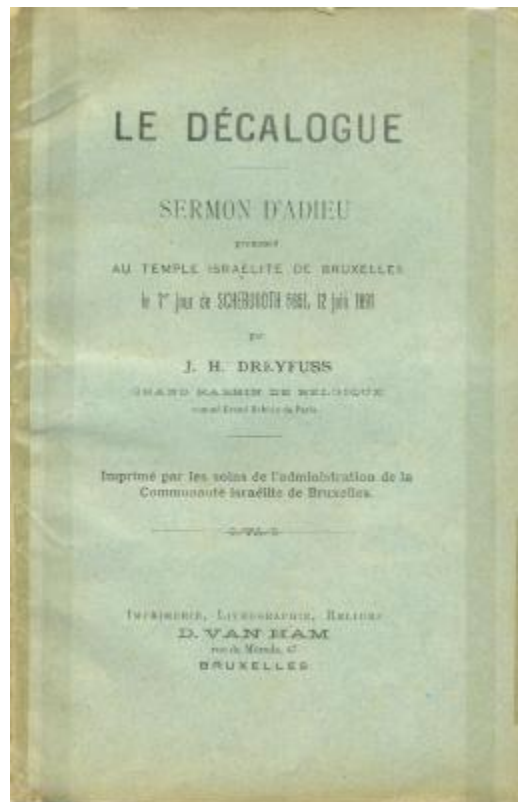 LE DÉCALOGUE
SERMON D'ADIEU
prononcé
AU TEMPLE ISRAÉLITE DE BRUXELLES
le 1er jour de SCHEBUOTH 5651, 12 juin 1891
par
J. H. DREYFUSS
GRAND RABBIN DE BELGIQUE
nommé Grand Rabbin de Paris
Imprimé par les soins de l'administration de la
Communauté israélite de Bruxelles.
IMPRIMERIE, LITHOGRAPHIE, RELIURE
D. VAN HAM
rue de Mérode, 47
BRUXELLES